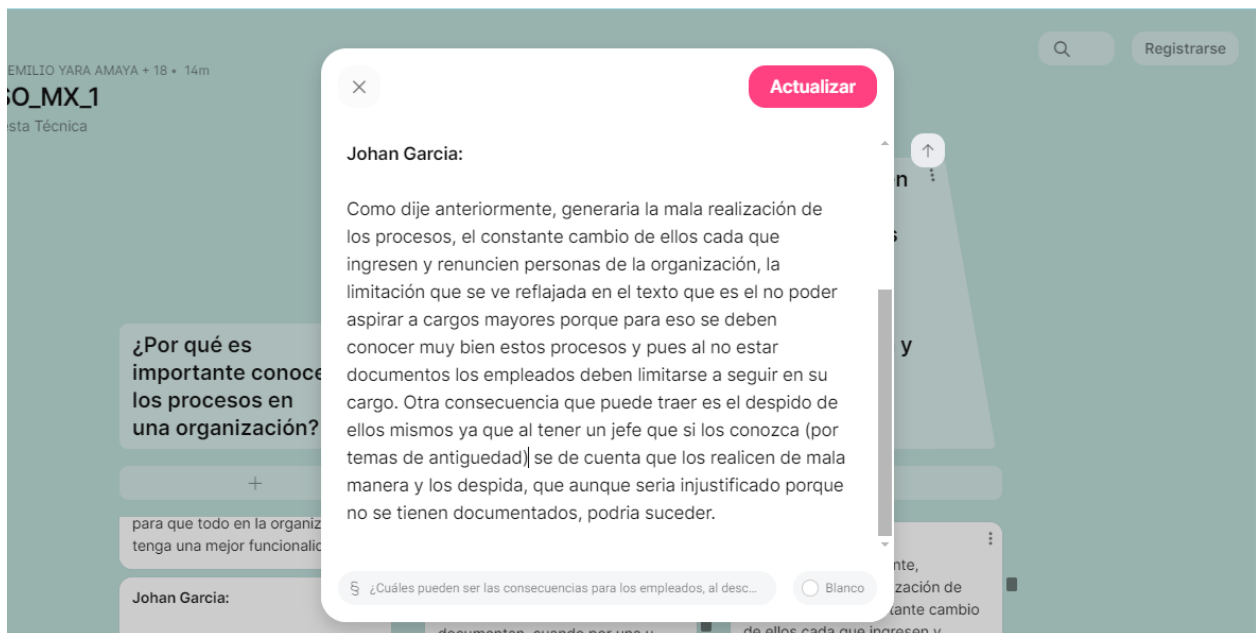 EMILIO YARA AMAYA + 18 • 14m
Registrarse
SO_MX_1
esta Técnica
Actualizar
Johan Garcia:
Como dije anteriormente, generaria la mala realización de
los procesos, el constante cambio de ellos cada que
ingresen y renuncien personas de la organización, la
limitación que se ve reflajada en el texto que es el no poder
aspirar a cargos mayores porque para eso se deben
conocer muy bien estos procesos y pues al no estar
documentos los empleados deben limitarse a seguir en su
cargo. Otra consecuencia que puede traer es el despido de
ellos mismos ya que al tener un jefe que si los conozca (por
temas de antiguedad) se de cuenta que los realicen de mala
manera y los despida, que aunque seria injustificado porque
no se tienen documentados, podria suceder.
§ ¿Cuáles pueden ser las consecuencias para los empleados, al desc...
Blanco
¿Por qué es
importante conoce
los procesos en
una organización?
+
para que todo en la organiz
tenga una mejor funcionalid
Johan Garcia:
documentan, cuando por una u
n
s
y
nte,
zación de
tante cambio
de ellos cada que ingresen y